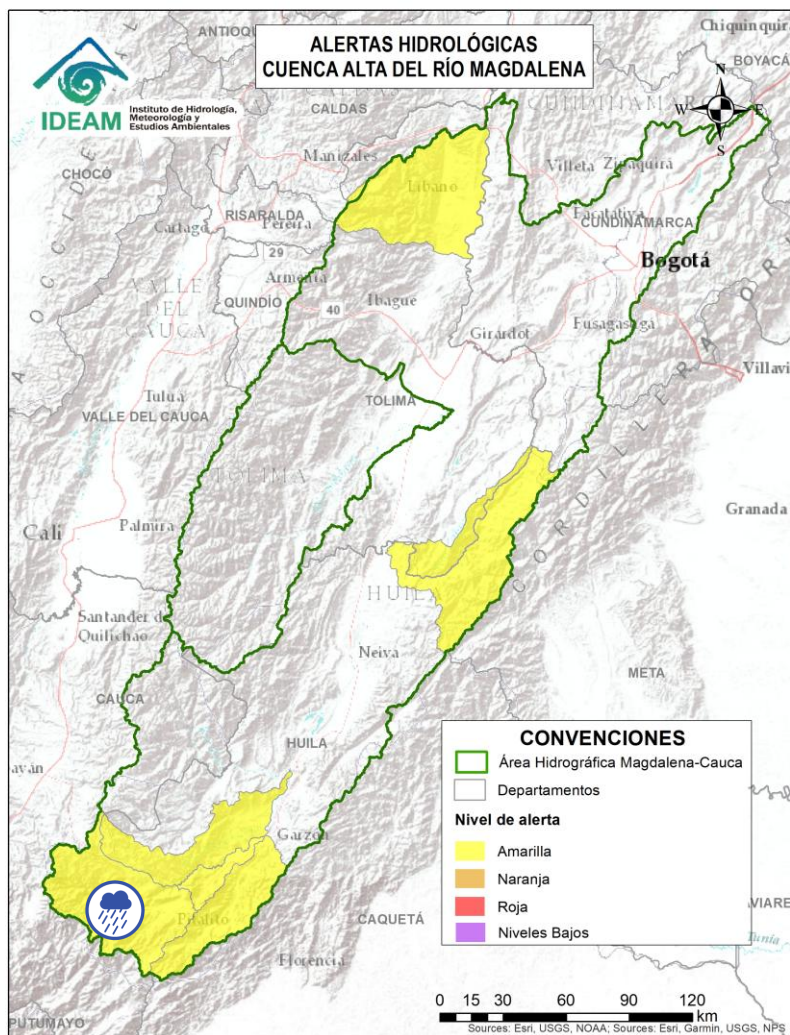 ALERTAS HIDROLÓGICAS
CUENCA ALTA DEL RÍO MAGDALENA
IDEAM
Instituto de Hidrología,
Meteorología y
Estudios Ambientales
Chiquinquirá
BOYACÁ
CALDAS
N
W
E
S
Manizales
Líbano
Villeta
Zipaquirá
CHOCÓ
RISARALDA
Pereira
Cartago
Facatativá
CUNDINAMARCA
29
Armenia
Bogotá
VALLE
DEL
CAUCA
QUINDÍO
40
Ibagué
Girardot
Fusagasugá
Tuluá
VALLE DEL CAUCA
TOLIMA
TOLIMA
CORDILLERA
Granada
Cali
Palmira
HUILA
Santander de
Quilichao
Neiva
META
CAUCA
HUILA
Garzón
Pitalito
CAQUETÁ
Florencia
PUTUMAYO
Tunía
CONVENCIONES
Área Hidrográfica Magdalena-Cauca
Departamentos
Nivel de alerta
Amarilla
Naranja
Roja
Niveles Bajos
0 15 30 60 90 120
km
Sources: Esri, USGS, NOAA; Sources: Esri, Garmin, USGS, NPS